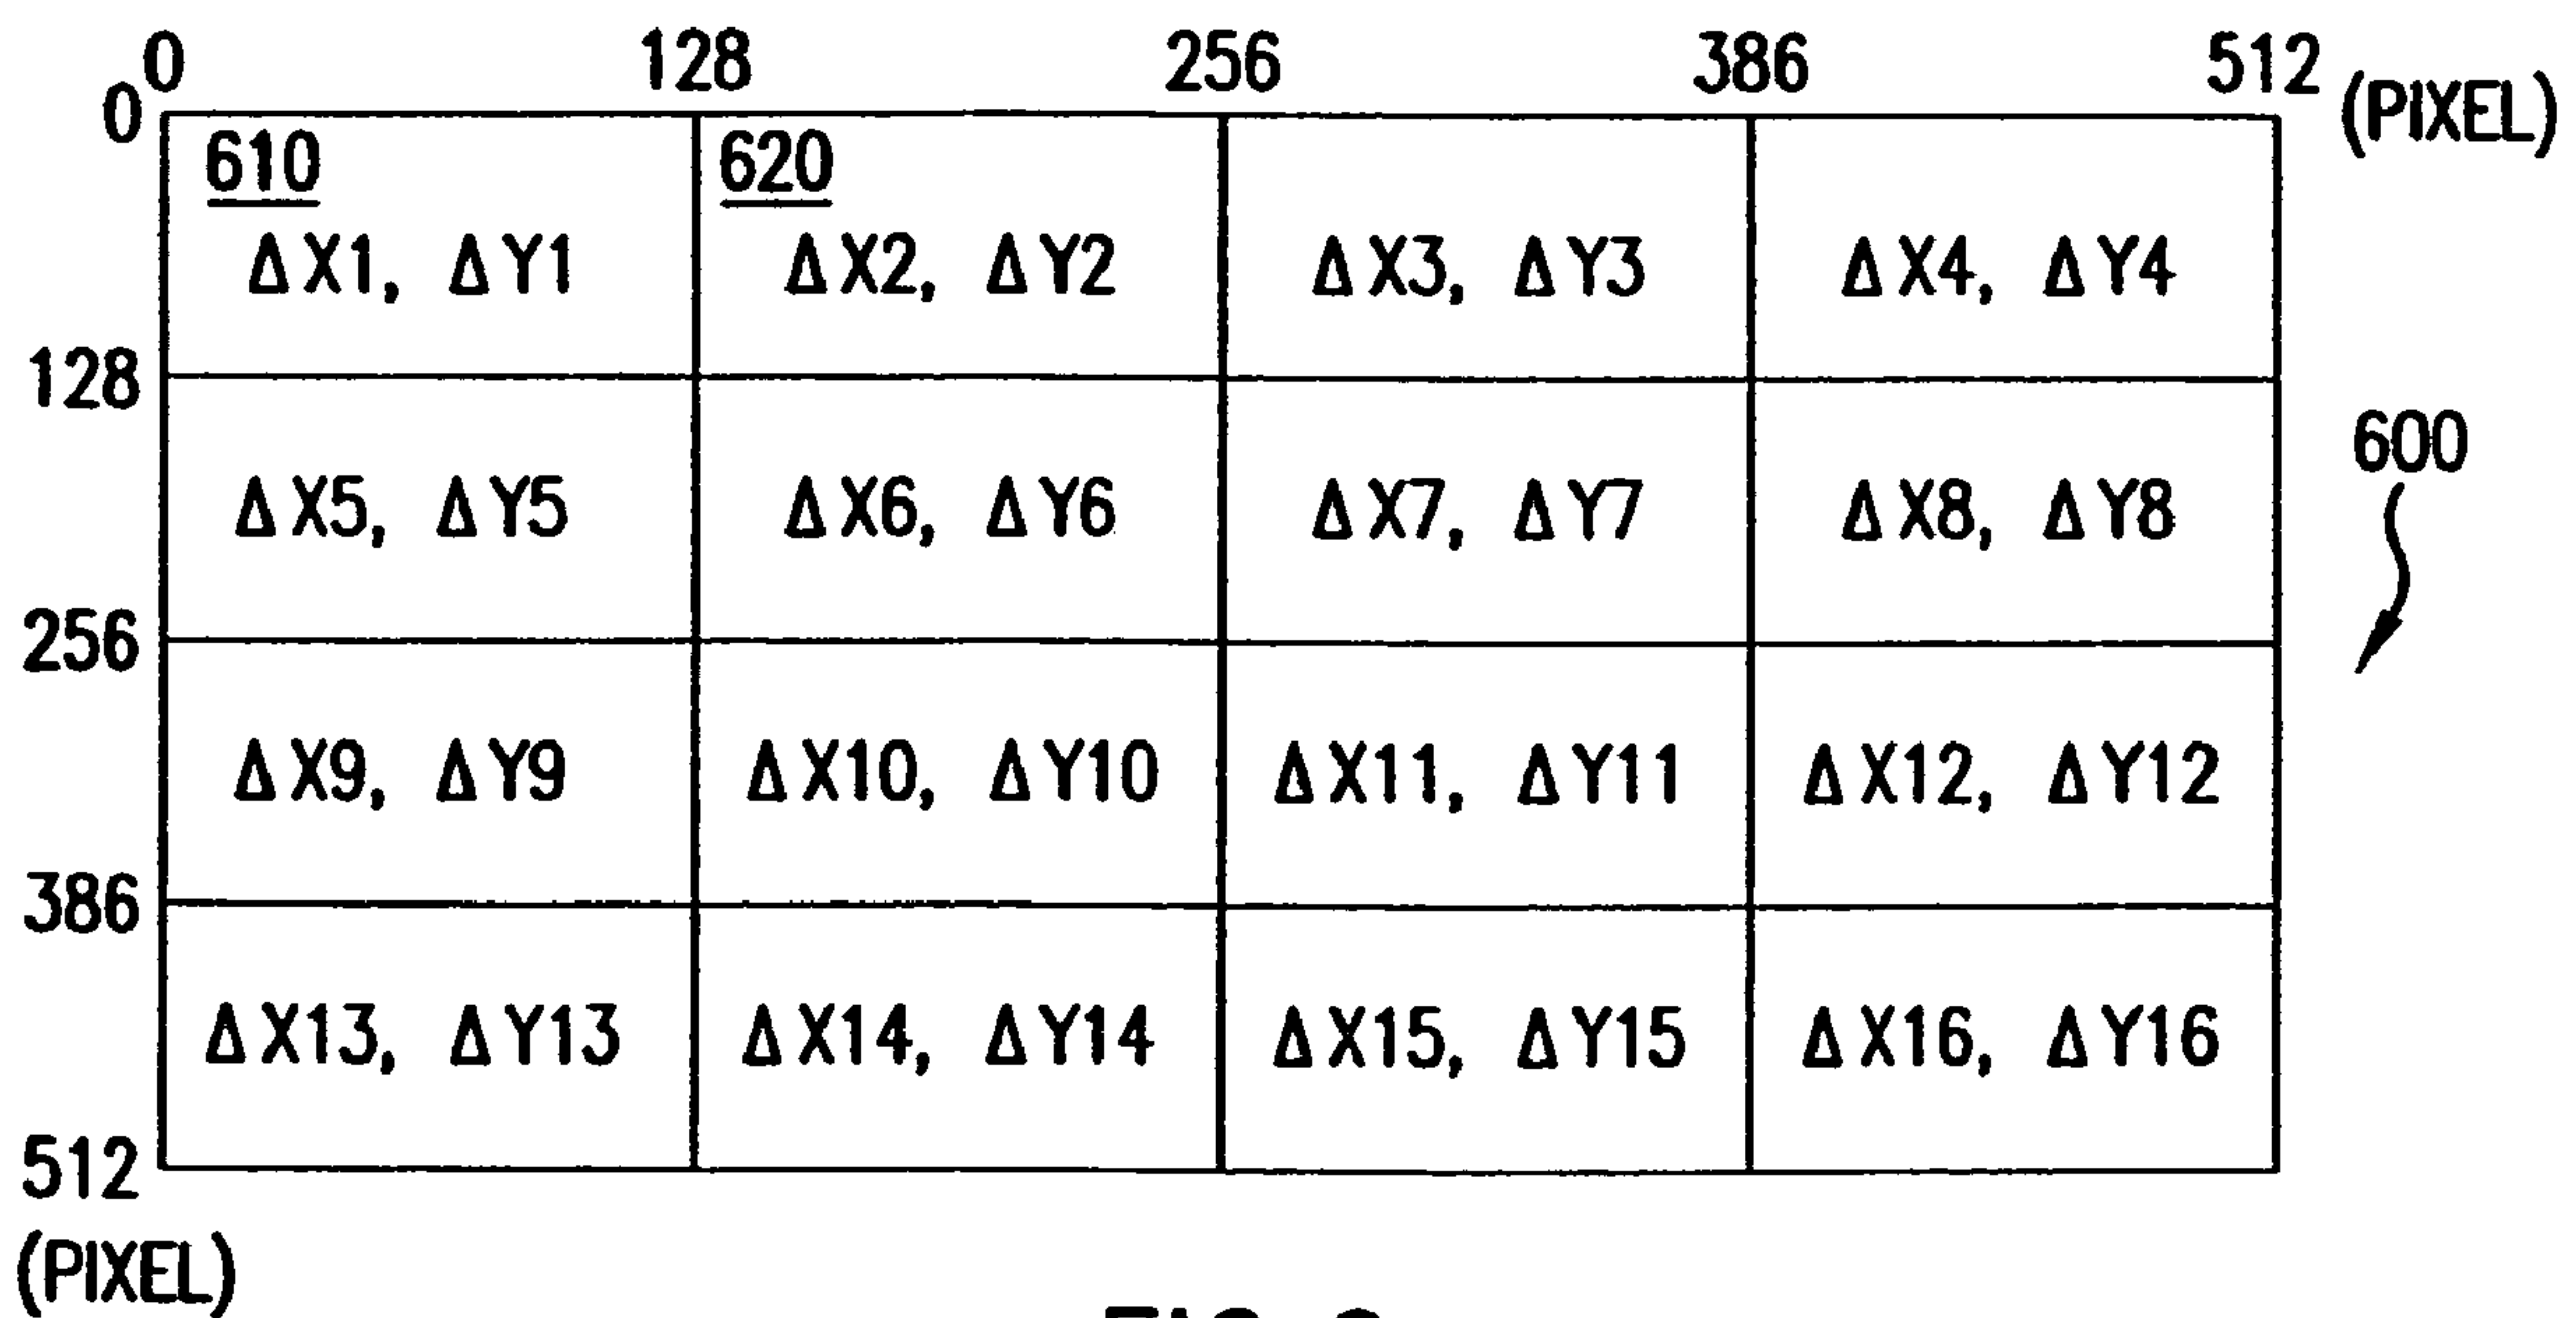 0 128 256 386 512 (PIXEL)
0
610 620
ΔX1, ΔY1 ΔX2, ΔY2 ΔX3, ΔY3 ΔX4, ΔY4
128
600
ΔX5, ΔY5 ΔX6, ΔY6 ΔX7, ΔY7 ΔX8, ΔY8
256
ΔX9, ΔY9 ΔX10, ΔY10 ΔX11, ΔY11 ΔX12, ΔY12
386
ΔX13, ΔY13 ΔX14, ΔY14 ΔX15, ΔY15 ΔX16, ΔY16
512
(PIXEL)